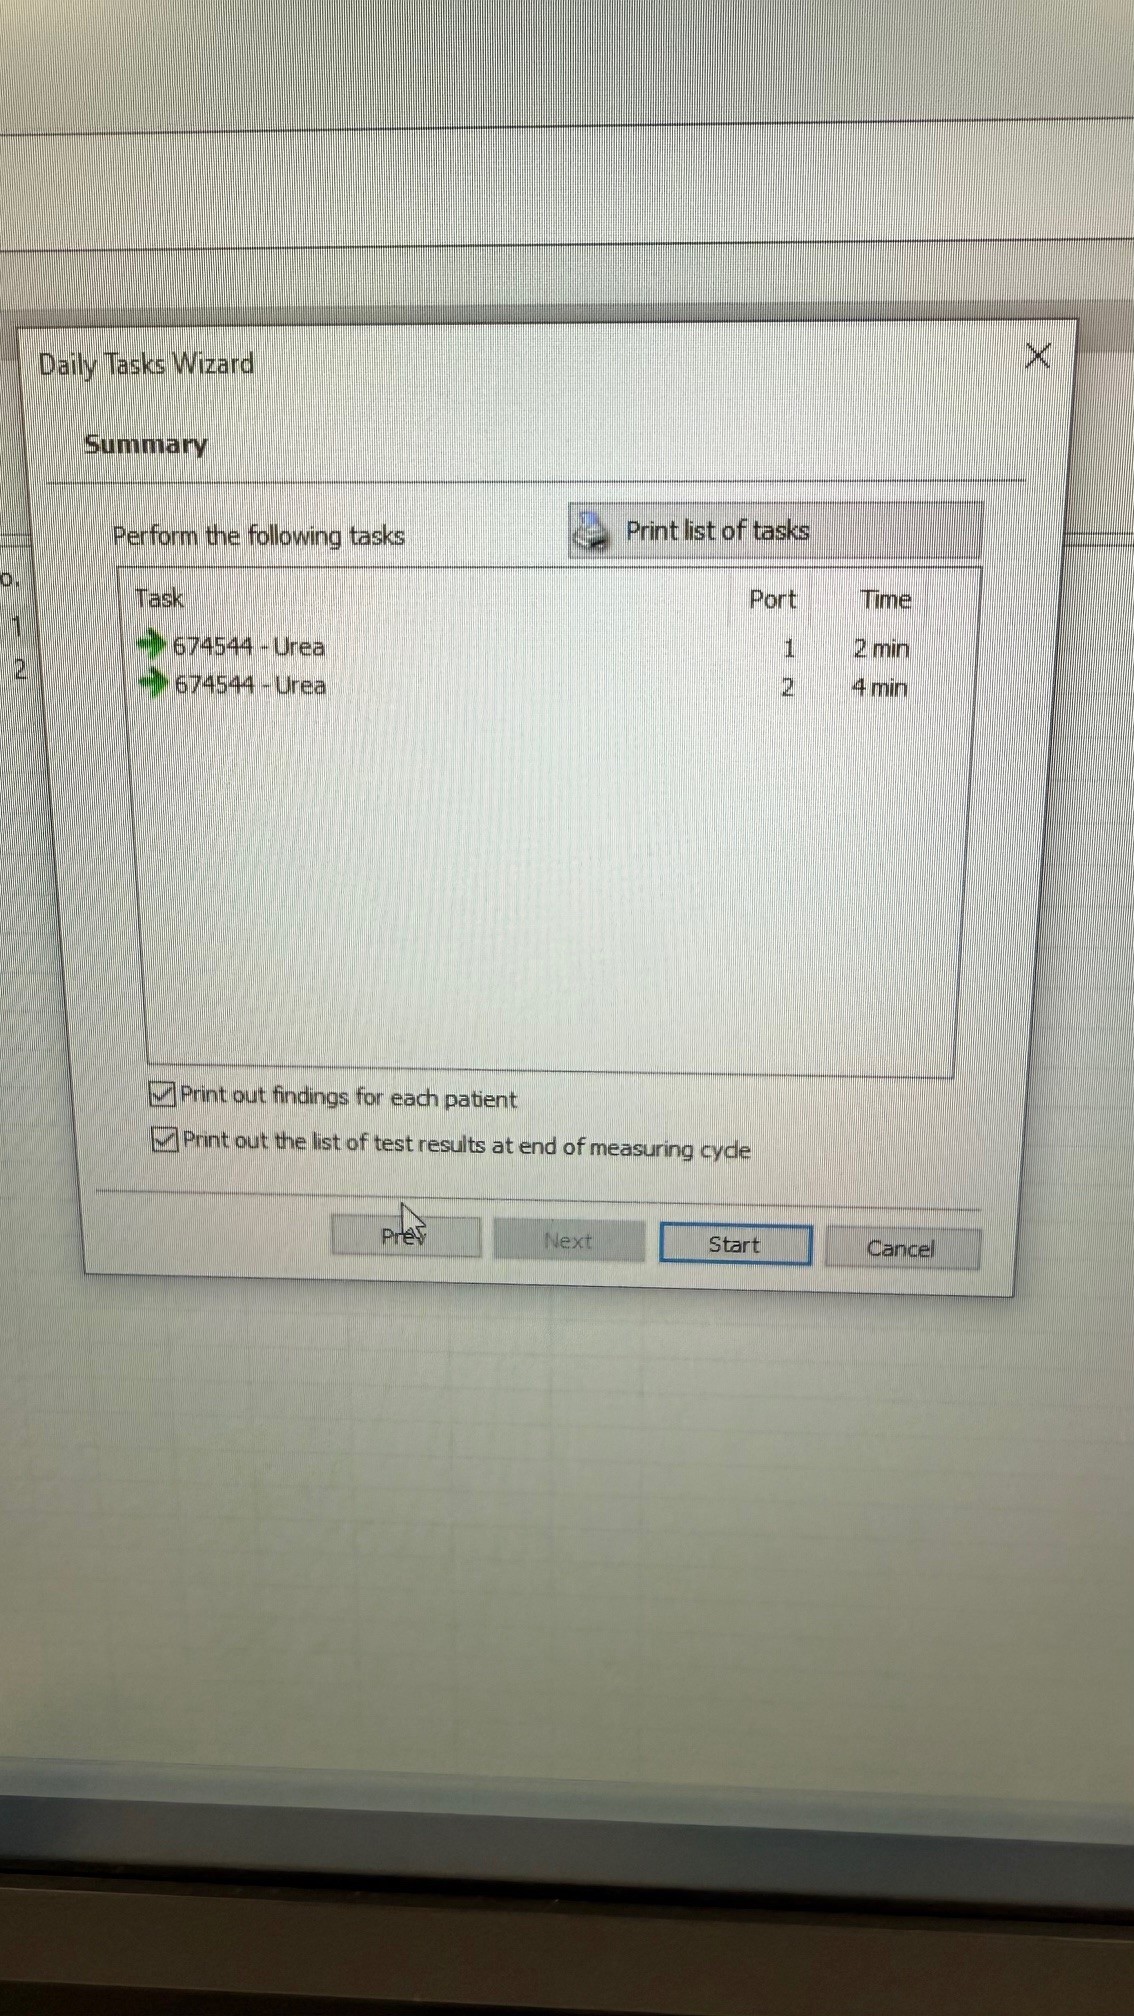 Daily Tasks Wizard
Summary
Perform the following tasks
Print list of tasks
Task Port Time
674544 - Urea 1 2 min
674544 - Urea 2 4 min
1
2
Print out findings for each patient
Print out the list of test results at end of measuring cycle
Prev Next Start Cancel